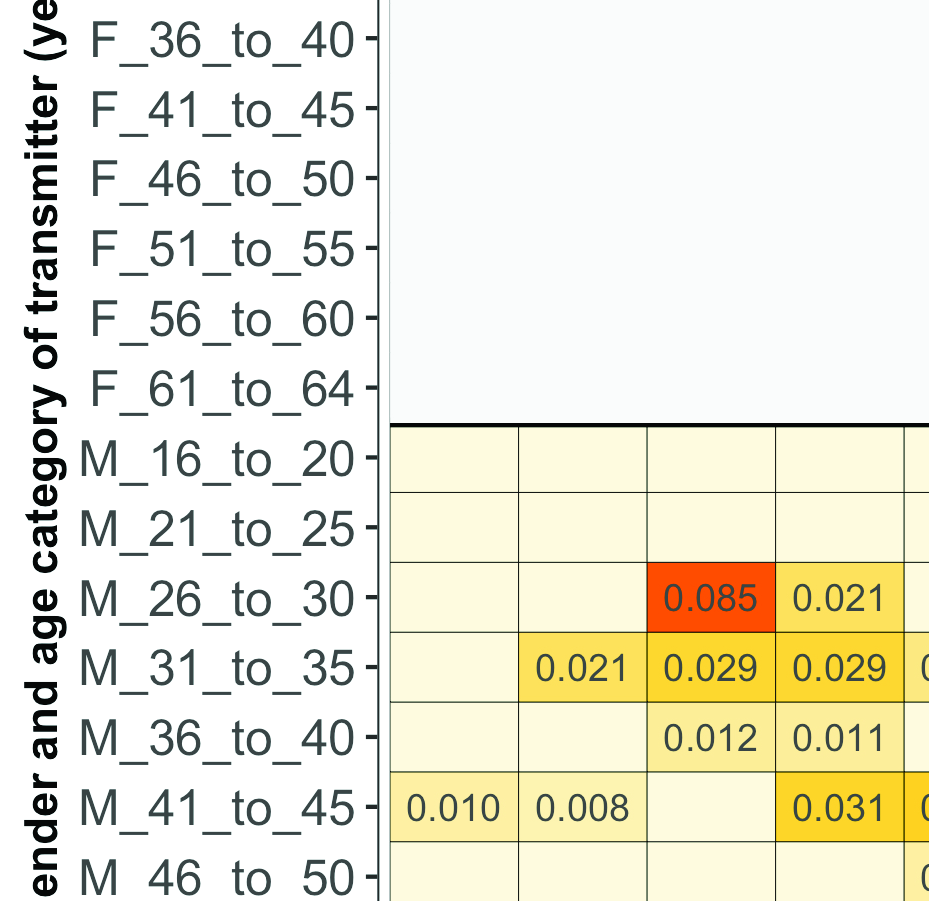 ender and age category of transmitter (ye
F_36_to_40
F_41_to_45
F_46_to_50
F_51_to_55
F_56_to_60
F_61_to_64
M_16_to_20
M_21_to_25
M_26_to_30 0.085 0.021
M_31_to_35 0.021 0.029 0.029
M_36_to_40 0.012 0.011
M_41_to_45 0.010 0.008 0.031
M_46_to_50